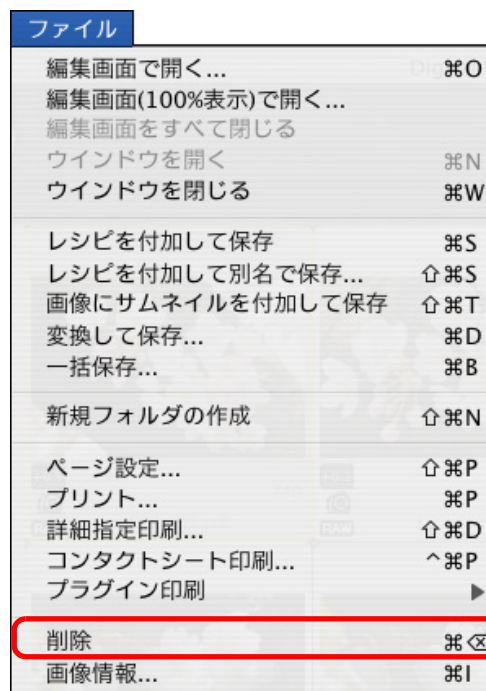 ファイル
編集画面で開く... ⌘O
編集画面(100%表示)で開く...
編集画面をすべて閉じる
ウインドウを開く ⌘N
ウインドウを閉じる ⌘W
レシピを付加して保存 ⌘S
レシピを付加して別名で保存... ⇧⌘S
画像にサムネイルを付加して保存 ⇧⌘T
変換して保存... ⌘D
一括保存... ⌘B
新規フォルダの作成 ⇧⌘N
ページ設定... ⇧⌘P
プリント... ⌘P
詳細指定印刷... ⇧⌘D
コンタクトシート印刷... ^⌘P
プラグイン印刷 ▶
削除 ⌘⌫
画像情報... ⌘I